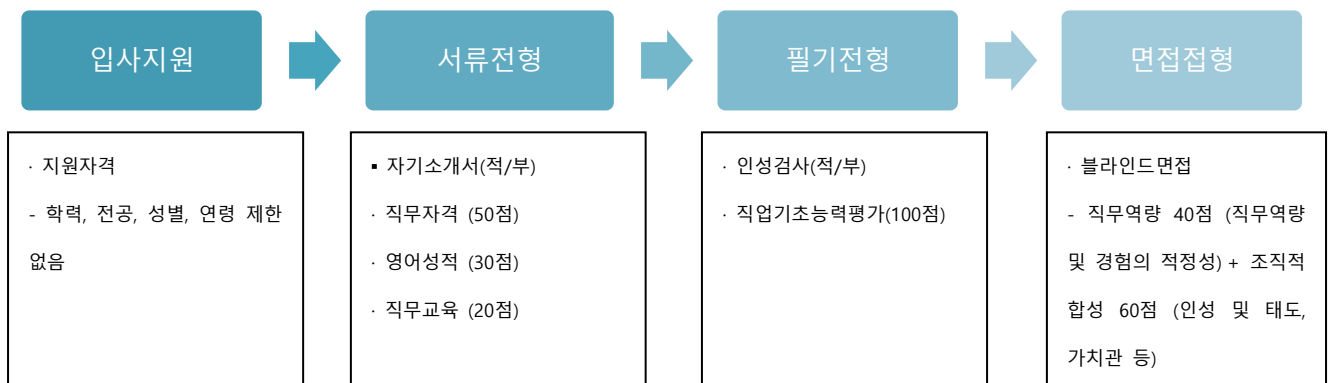 입사지원
서류전형
필기전형
면접접형
· 지원자격
- 학력, 전공, 성별, 연령 제한
없음
▪ 자기소개서(적/부)
· 직무자격 (50점)
· 영어성적 (30점)
· 직무교육 (20점)
· 인성검사(적/부)
· 직업기초능력평가(100점)
· 블라인드면접
- 직무역량 40점 (직무역량
및 경험의 적정성) + 조직적
합성 60점 (인성 및 태도,
가치관 등)